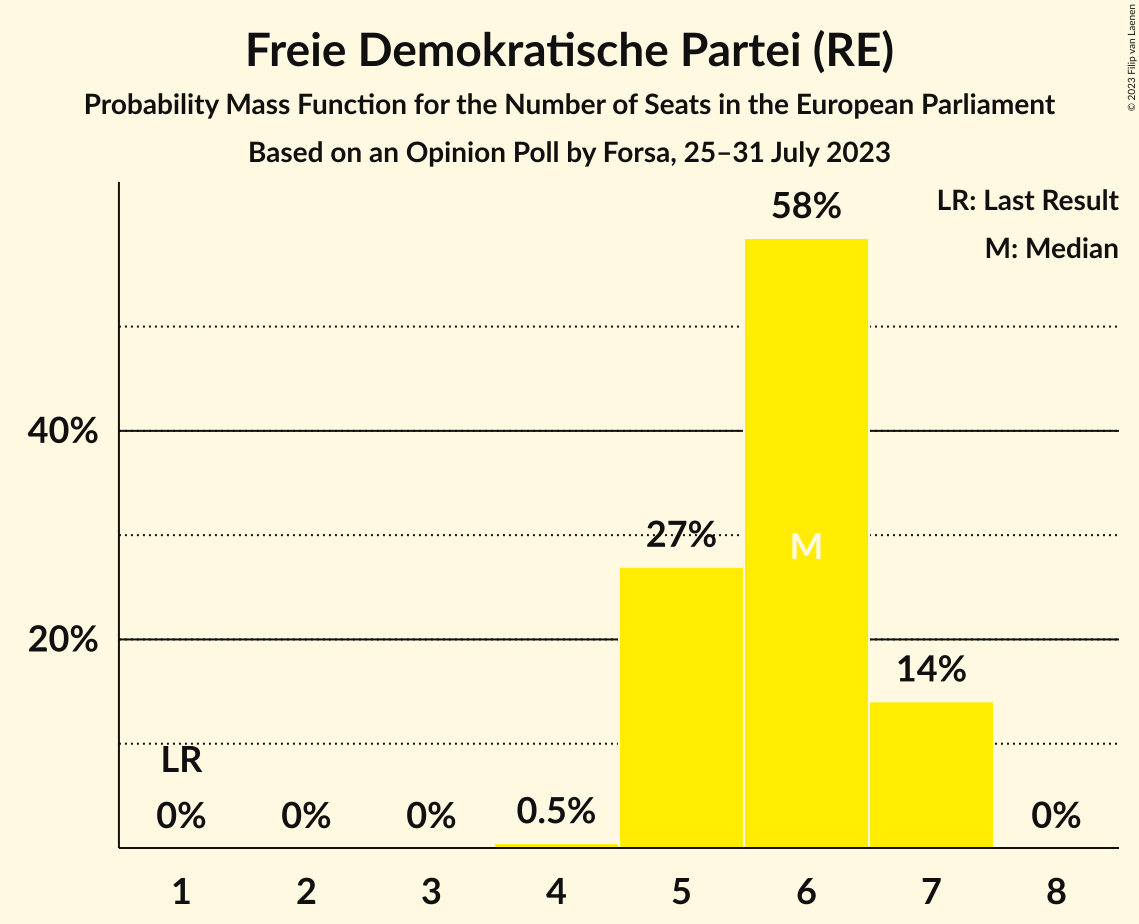 Freie Demokratische Partei (RE)
Probability Mass Function for the Number of Seats in the European Parliament
Based on an Opinion Poll by Forsa, 25–31 July 2023
© 2023 Filip van Laenen
LR: Last Result
M: Median
58%
40%
27%
M
20%
14%
LR
0%
0%
0%
0.5%
0%
1 2 3 4 5 6 7 8